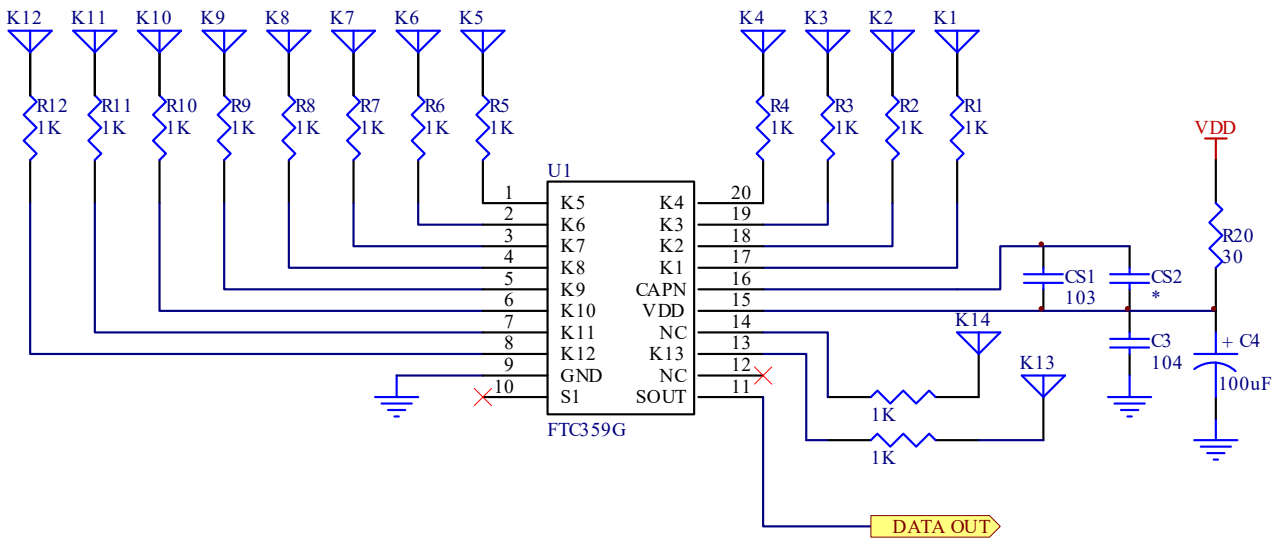 K12 K11 K10 K9 K8 K7 K6 K5 K4 K3 K2 K1
R12 R11 R10 R9 R8 R7 R6 R5 R4 R3 R2 R1
1K 1K 1K 1K 1K 1K 1K 1K 1K 1K 1K 1K
VDD
U1
1 K5 K4 20
2 K6 K3 19
3 K7 K2 18
4 K8 K1 17
5 K9 CAPN 16
6 K10 VDD 15
7 K11 NC 14
8 K12 K13 13
9 GND NC 12
10 S1 SOUT 11
FTC359G
R20
30
CS1
103
CS2
*
K14
K13
C3
104
+ C4
100uF
1K
1K
DATA OUT